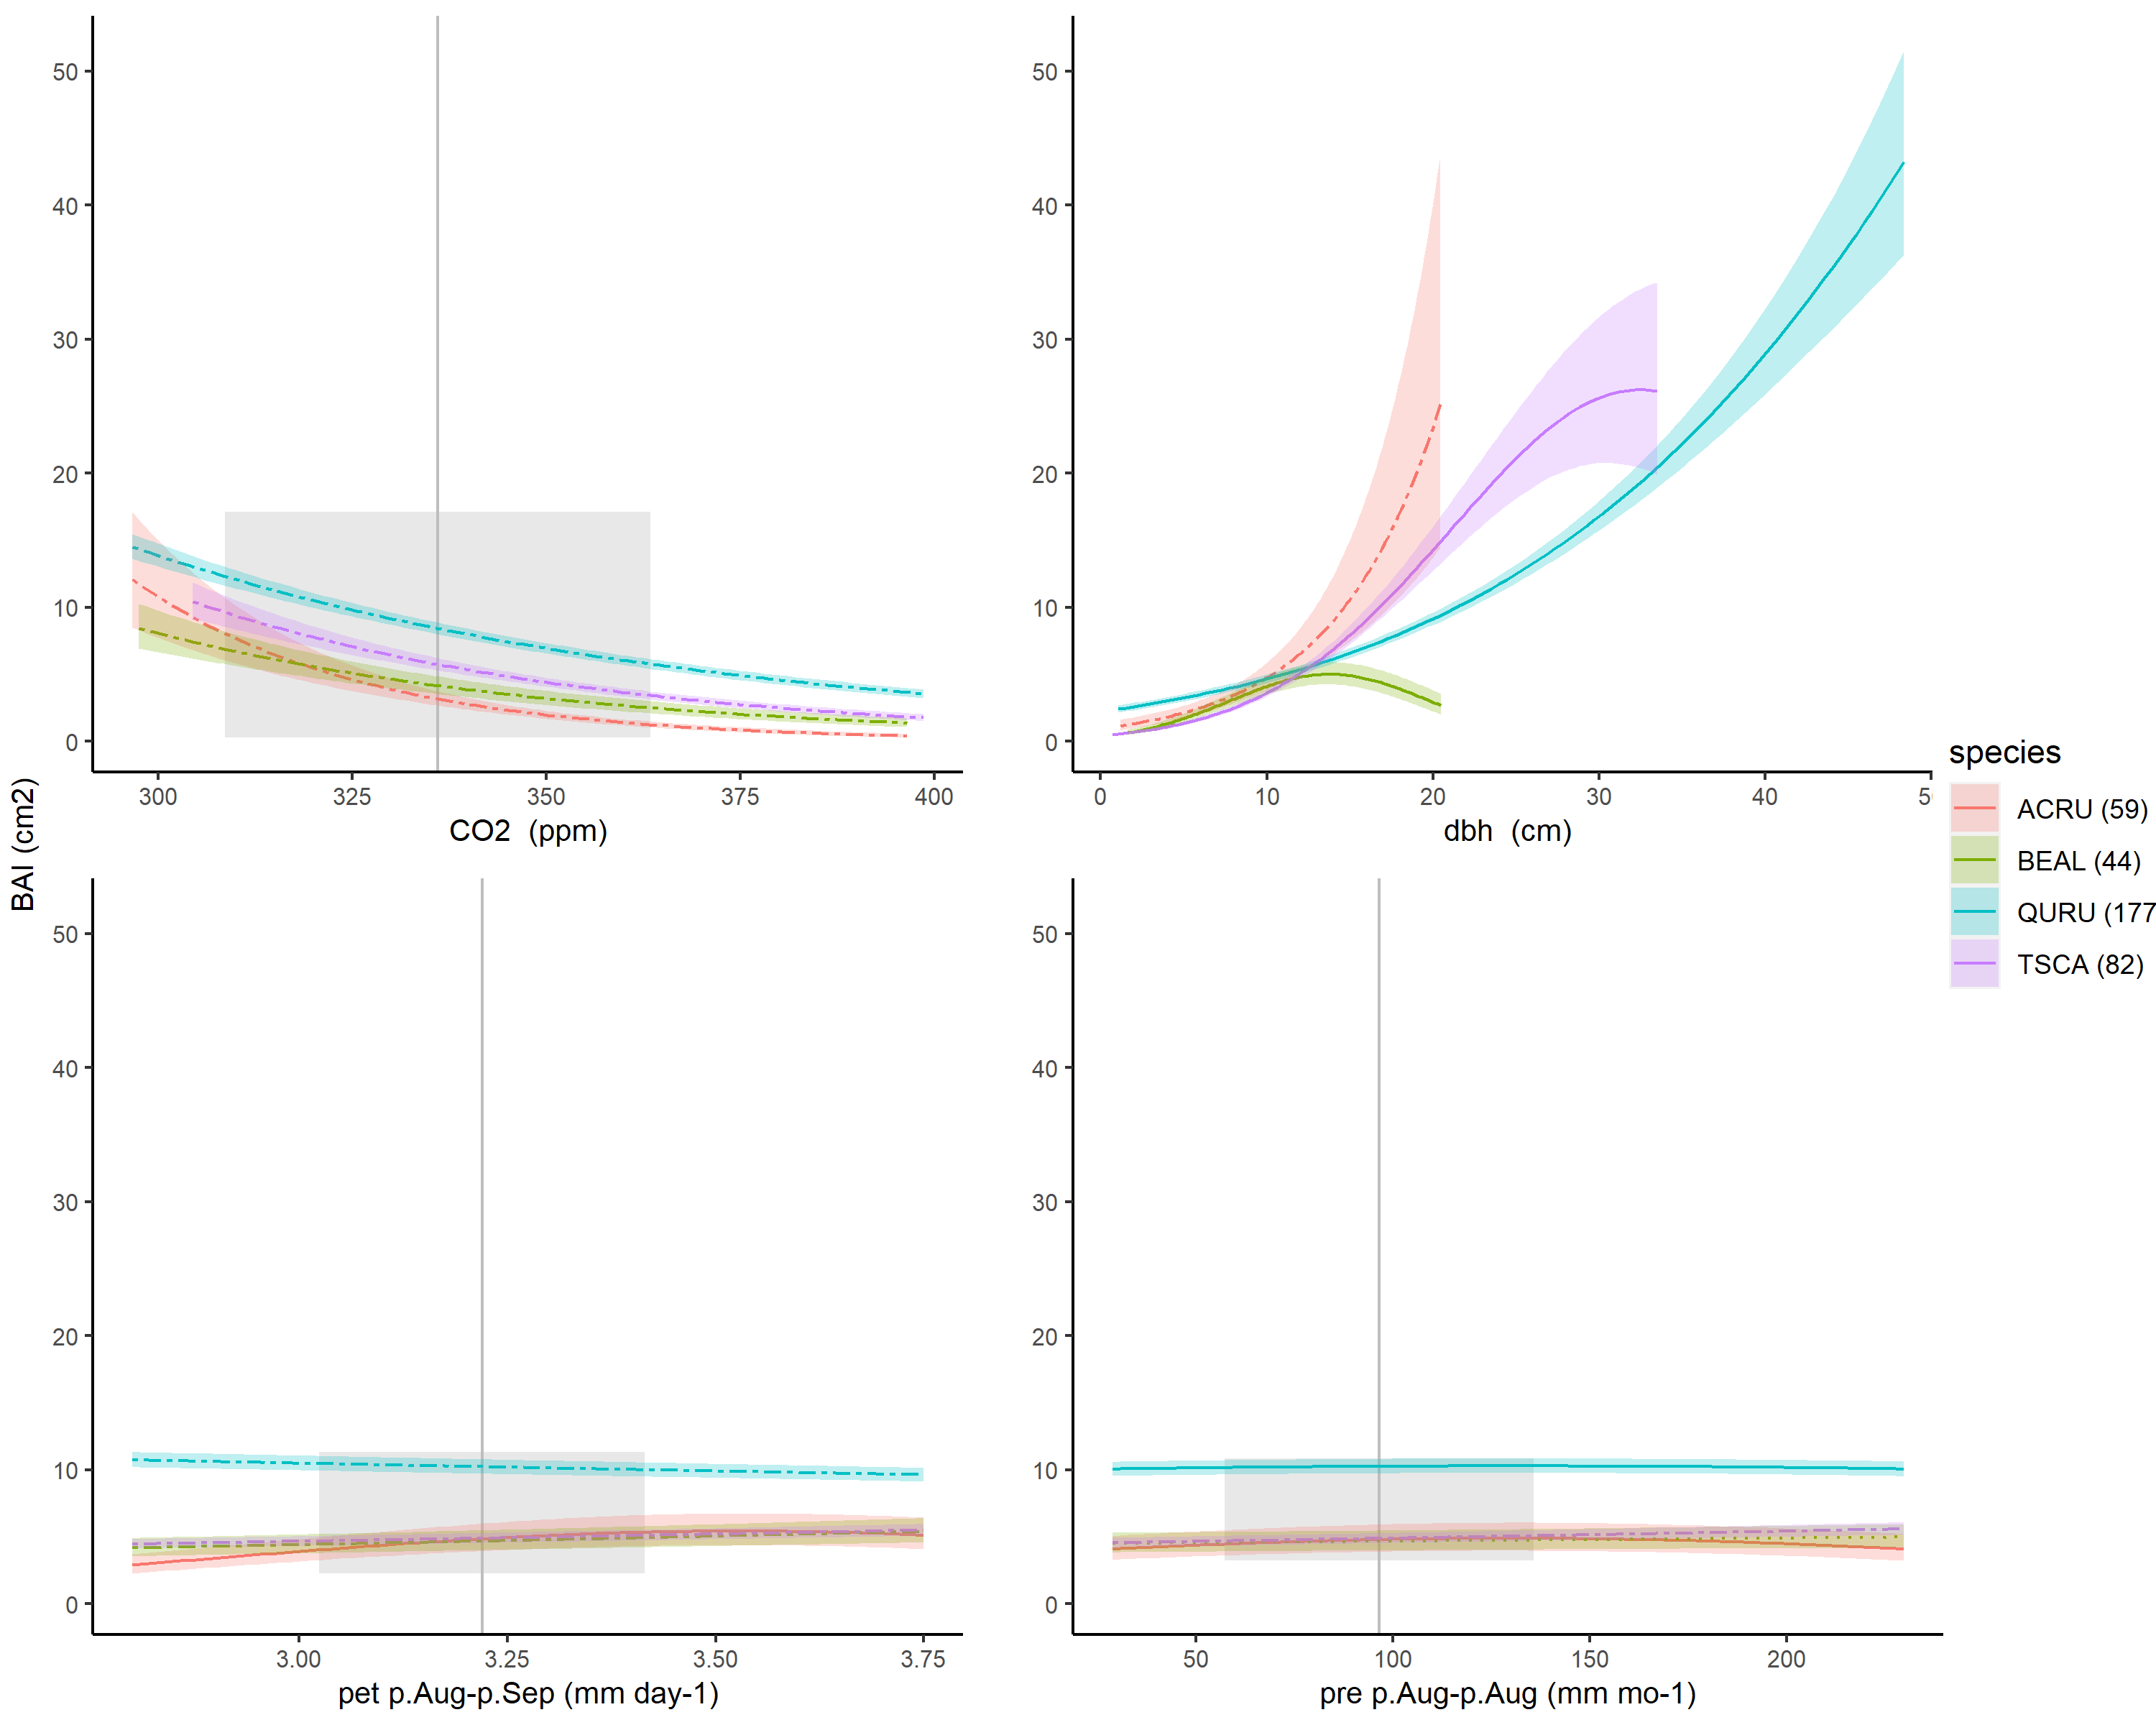 BAI (cm2)
50
40
30
20
10
0
300 325 350 375 400
CO2 (ppm)
50
40
30
20
10
0
0 10 20 30 40 5
dbh (cm)
50
40
30
20
10
0
3.00 3.25 3.50 3.75
pet p.Aug-p.Sep (mm day-1)
50
40
30
20
10
0
50 100 150 200
pre p.Aug-p.Aug (mm mo-1)
species
ACRU (59)
BEAL (44)
QURU (177
TSCA (82)